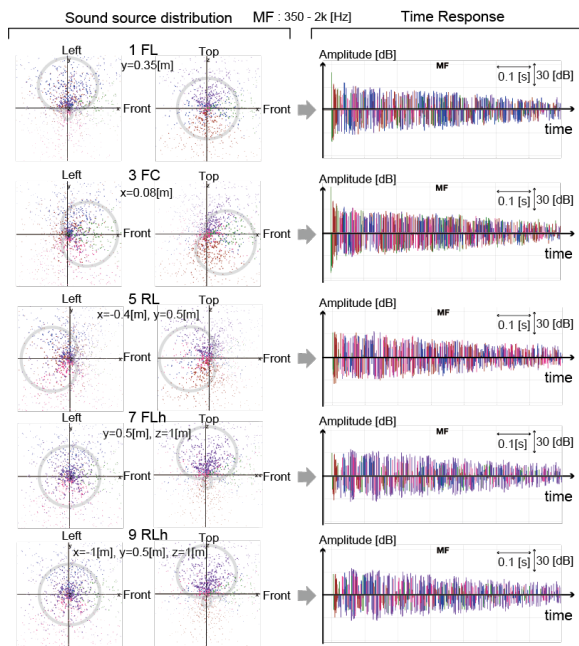 Sound source distribution MF : 350 - 2k [Hz] Time Response
Left 1 FL Top
y=0.35[m]
y z
x Front x Front
Amplitude [dB]
MF
0.1 [s] 30 [dB]
time
3 FC
x=0.08[m]
Left Top
y z
x Front x Front
Amplitude [dB]
MF
0.1 [s] 30 [dB]
time
Left 5 RL Top
x=-0.4[m], y=0.5[m]
x Front x Front
Amplitude [dB]
MF
0.1 [s] 30 [dB]
time
Left 7 FLh Top
y=0.5[m], z=1[m]
x Front x Front
Amplitude [dB]
MF
0.1[s] 30 [dB]
time
Left 9 RLh Top
x=-1[m], y=0.5[m], z=1[m]
x Front x Front
Amplitude [dB]
MF
0.1 [s] 30 [dB]
time